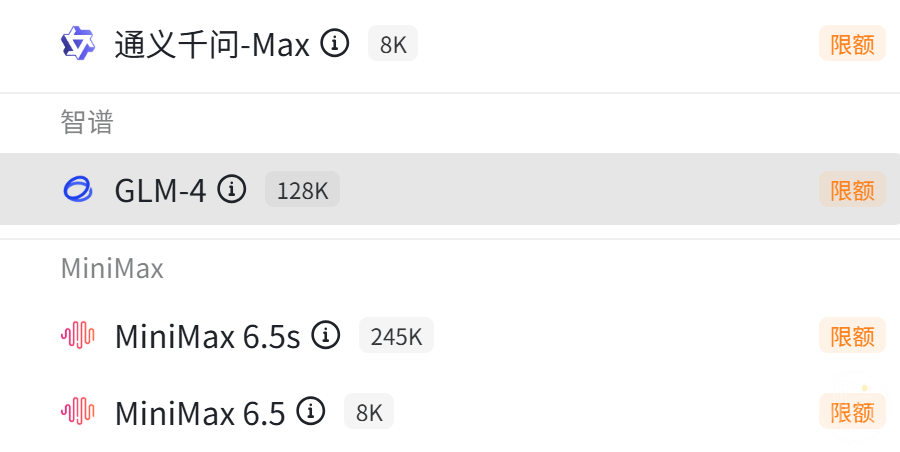 通义千问-Max 8K 限额
智谱
GLM-4 128K 限额
MiniMax
MiniMax 6.5s 245K 限额
MiniMax 6.5 8K 限额